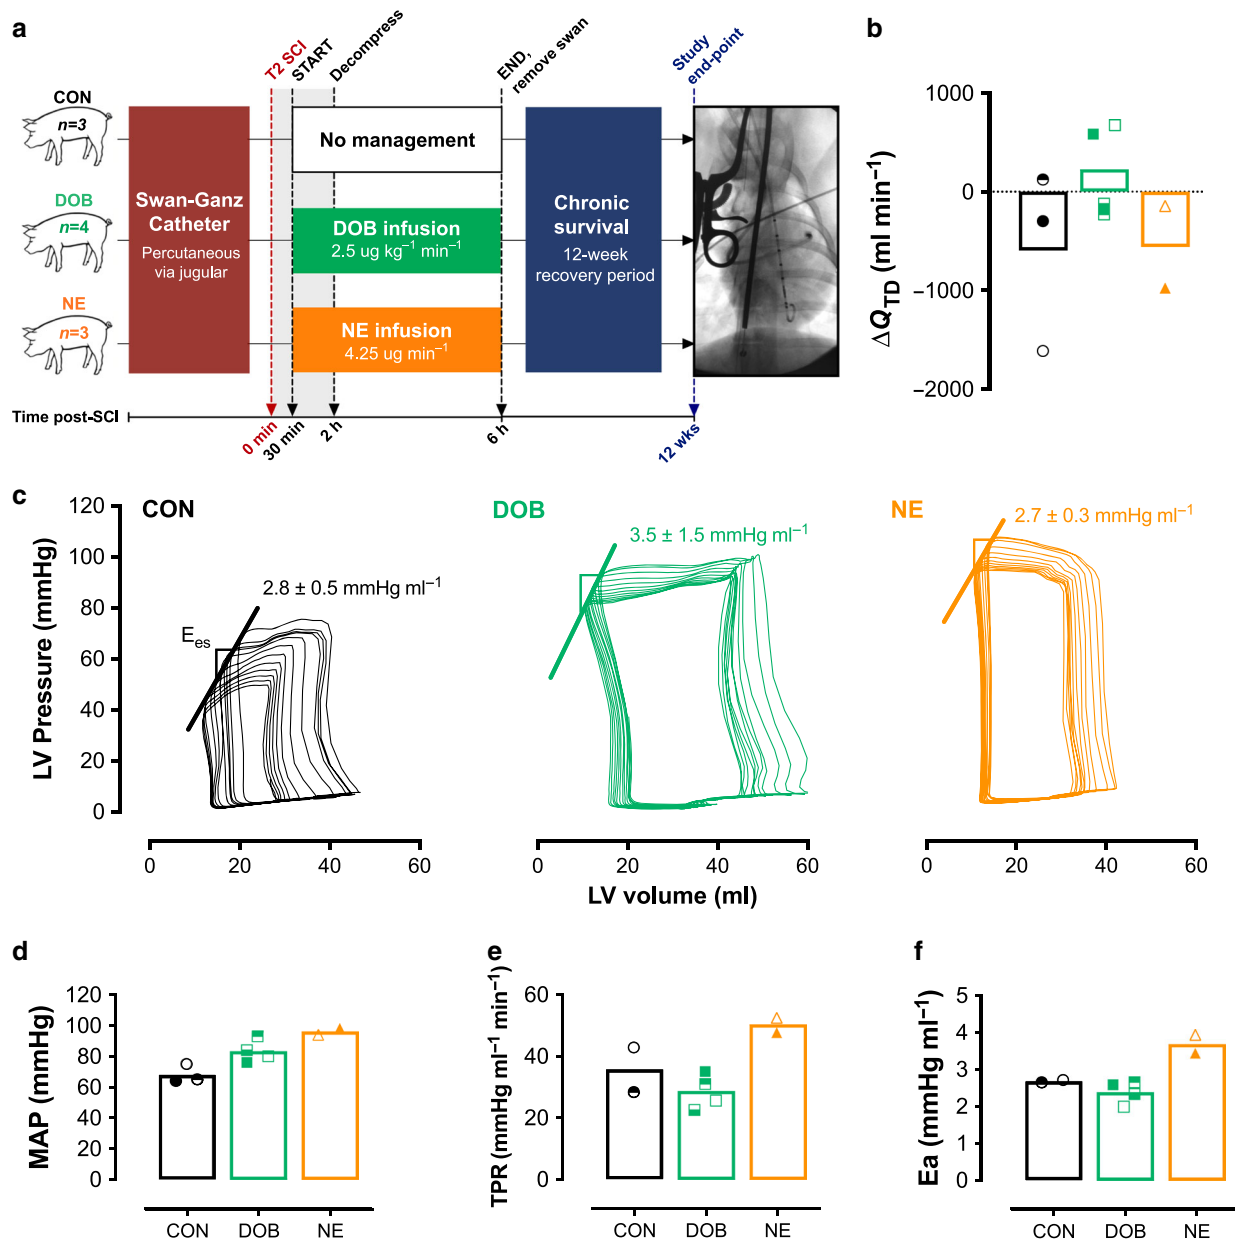 a
T2 SCI
START
Decompress
END,
remove swan
Study
end-point
CON
n=3
DOB
n=4
NE
n=3
Swan-Ganz
Catheter
Percutaneous
via jugular
No management
DOB infusion
2.5 ug kg⁻¹ min⁻¹
NE infusion
4.25 ug min⁻¹
Chronic
survival
12-week
recovery period
Time post-SCI
0 min
30 min
2 h
6 h
12 wks
b
ΔQTD (ml min⁻¹)
1000
0
−1000
−2000
c
LV Pressure (mmHg)
120
100
80
60
40
20
0
CON
2.8 ± 0.5 mmHg ml⁻¹
Ees
DOB
3.5 ± 1.5 mmHg ml⁻¹
NE
2.7 ± 0.3 mmHg ml⁻¹
0 20 40 60
0 20 40 60
0 20 40 60
LV volume (ml)
d
MAP (mmHg)
120
100
80
60
40
20
0
CON DOB NE
e
TPR (mmHg ml⁻¹ min⁻¹)
60
40
20
0
CON DOB NE
f
Ea (mmHg ml⁻¹)
5
4
3
2
1
0
CON DOB NE